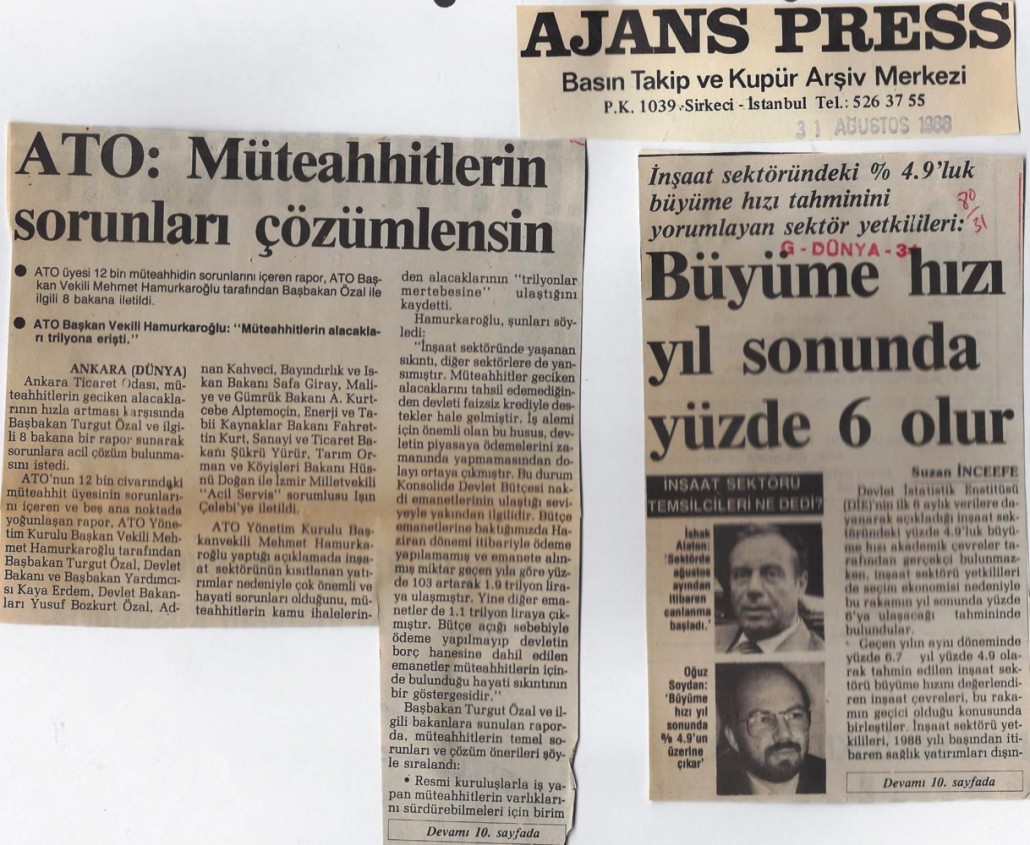 AJANS PRESS
Basın Takip ve Kupür Arşiv Merkezi
P.K. 1039 - Sirkeci - İstanbul Tel.: 526 37 55
31 AĞUSTOS 1988
ATO: Müteahhitlerin
sorunları çözümlensin
● ATO üyesi 12 bin müteahhidin sorunlarını içeren rapor, ATO Baş-
kan Vekili Mehmet Hamurkaroğlu tarafından Başbakan Özal ile
ilgili 8 bakana iletildi.
● ATO Başkan Vekili Hamurkaroğlu: "Müteahhitlerin alacakla-
rı trilyona erişti."
ANKARA (DÜNYA)
Ankara Ticaret Odası, mü-
teahhitlerin geciken alacakla-
rının hızla artması karşısında
Başbakan Turgut Özal ve ilgi-
li 8 bakana bir rapor sunarak
sorunlara acil çözüm bulunma-
sını istedi.
ATO'nun 12 bin civarındaki
müteahhit üyesinin sorunları-
nı içeren ve beş ana noktada
yoğunlaşan rapor, ATO Yöne-
tim Kurulu Başkan Vekili Meh-
met Hamurkaroğlu tarafından
Başbakan Turgut Özal, Devlet
Bakanı ve Başbakan Yardımcı-
sı Kaya Erdem, Devlet Bakan-
ları Yusuf Bozkurt Özal, Ad-
nan Kahveci, Bayındırlık ve İs-
kan Bakanı Safa Giray, Mali-
ye ve Gümrük Bakanı A. Kurt-
cebe Alptemoçin, Enerji ve Ta-
bii Kaynaklar Bakanı Fahret-
tin Kurt, Sanayi ve Ticaret Ba-
kanı Şükrü Yürür, Tarım Or-
man ve Köyişleri Bakanı Hüs-
nü Doğan ile İzmir Milletvekili
"Acil Servis" sorumlusu Işın
Çelebi'ye iletildi.
ATO Yönetim Kurulu Baş-
kanvekili Mehmet Hamurka-
roğlu yaptığı açıklamada inşa-
at sektörünün kısıtlanan yatı-
rımlar nedeniyle çok önemli ve
hayati sorunları olduğunu, mü-
teahhitlerin kamu ihalelerin-
den alacaklarının "trilyonlar
mertebesine" ulaştığını
kaydetti.
Hamurkaroğlu, şunları söy-
ledi:
"İnşaat sektöründe yaşanan
sıkıntı, diğer sektörlere de yan-
sımıştır. Müteahhitler geciken
alacaklarını tahsil edemediğin-
den devleti faizsiz krediyle des-
tekler hale gelmiştir. İş alemi
için önemli olan bu husus, dev-
letin piyasaya ödemelerini za-
manında yapmamasından do-
layı ortaya çıkmıştır. Bu durum
Konsolide Devlet Bütçesi nak-
di emanetlerinin ulaştığı sevi-
yeyle yakından ilgilidir. Bütçe
emanetlerine baktığımızda Ha-
ziran dönemi itibariyle ödeme
yapılamamış ve emanete alın-
mış miktar geçen yıla göre yüz-
de 103 artarak 1.9 trilyon lira-
ya ulaşmıştır. Yine diğer ema-
netler de 1.1 trilyon liraya çık-
mıştır. Bütçe açığı sebebiyle
ödeme yapılmayıp devletin
borç hanesine dahil edilen
emanetler müteahhitlerin için-
de bulunduğu hayati sıkıntının
bir göstergesidir."
Başbakan Turgut Özal ve il-
gili bakanlara sunulan rapor-
da, müteahhitlerin temel so-
runları ve çözüm önerileri şöy-
le sıralandı:
• Resmi kuruluşlarla iş ya-
pan müteahhitlerin varlıkları-
nı sürdürebilmeleri için birim
Devamı 10. sayfada
İnşaat sektöründeki % 4.9'luk
büyüme hızı tahminini
yorumlayan sektör yetkilileri:
80/31
G - DÜNYA - 3
Büyüme hızı
yıl sonunda
yüzde 6 olur
İNŞAAT SEKTÖRÜ
TEMSİLCİLERİ NE DEDİ?
İshak
Alaton:
'Sektörde
ağustos
ayından
itibaren
canlanma
başladı.'
Oğuz
Soydan:
'Büyüme
hızı yıl
sonunda
% 4.9'un
üzerine
çıkar'
Suzan İNCEEFE
Devlet İstatistik Enstitüsü
(DİE)'nin ilk 6 aylık verilere da-
yanarak açıkladığı inşaat sek-
töründeki yüzde 4.9'luk büyü-
me hızı akademik çevreler ta-
rafından gerçekçi bulunmaz-
ken, inşaat sektörü yetkilileri
de seçim ekonomisi nedeniyle
bu rakamın yıl sonunda yüzde
6'ya ulaşacağı tahmininde
bulundular.
Geçen yılın aynı döneminde
yüzde 6.7 yıl yüzde 4.9 ola-
rak tahmin edilen inşaat sek-
törü büyüme hızını değerlendi-
ren inşaat çevreleri, bu raka-
mın geçici olduğu konusunda
birleştiler. İnşaat sektörü yet-
kilileri, 1988 yılı başından iti-
baren sağlık yatırımları dışın-
Devamı 10. sayfada